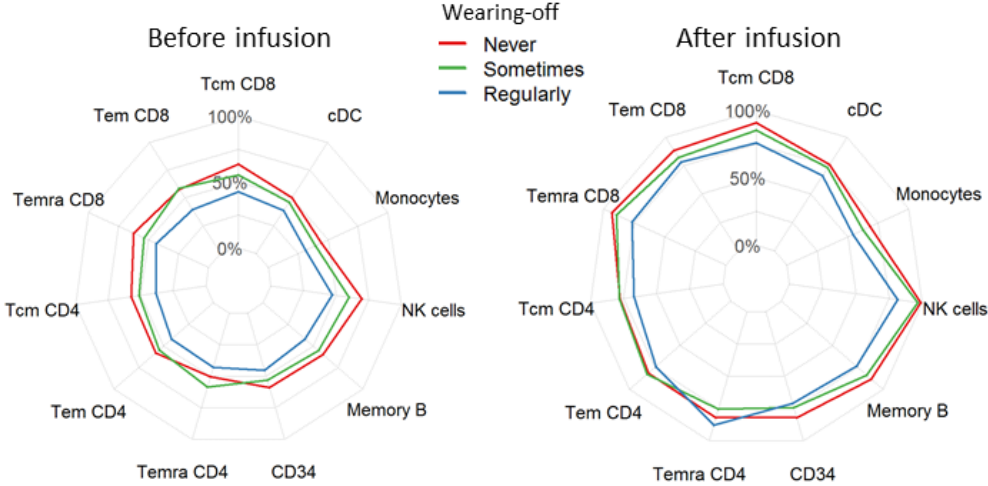 Wearing-off
Never
Sometimes
Regularly
Before infusion
Tcm CD8
cDC
Monocytes
NK cells
Memory B
CD34
Temra CD4
Tem CD4
Tcm CD4
Temra CD8
Tem CD8
100%
50%
0%
After infusion
Tcm CD8
cDC
Monocytes
NK cells
Memory B
CD34
Temra CD4
Tem CD4
Tcm CD4
Temra CD8
Tem CD8
100%
50%
0%